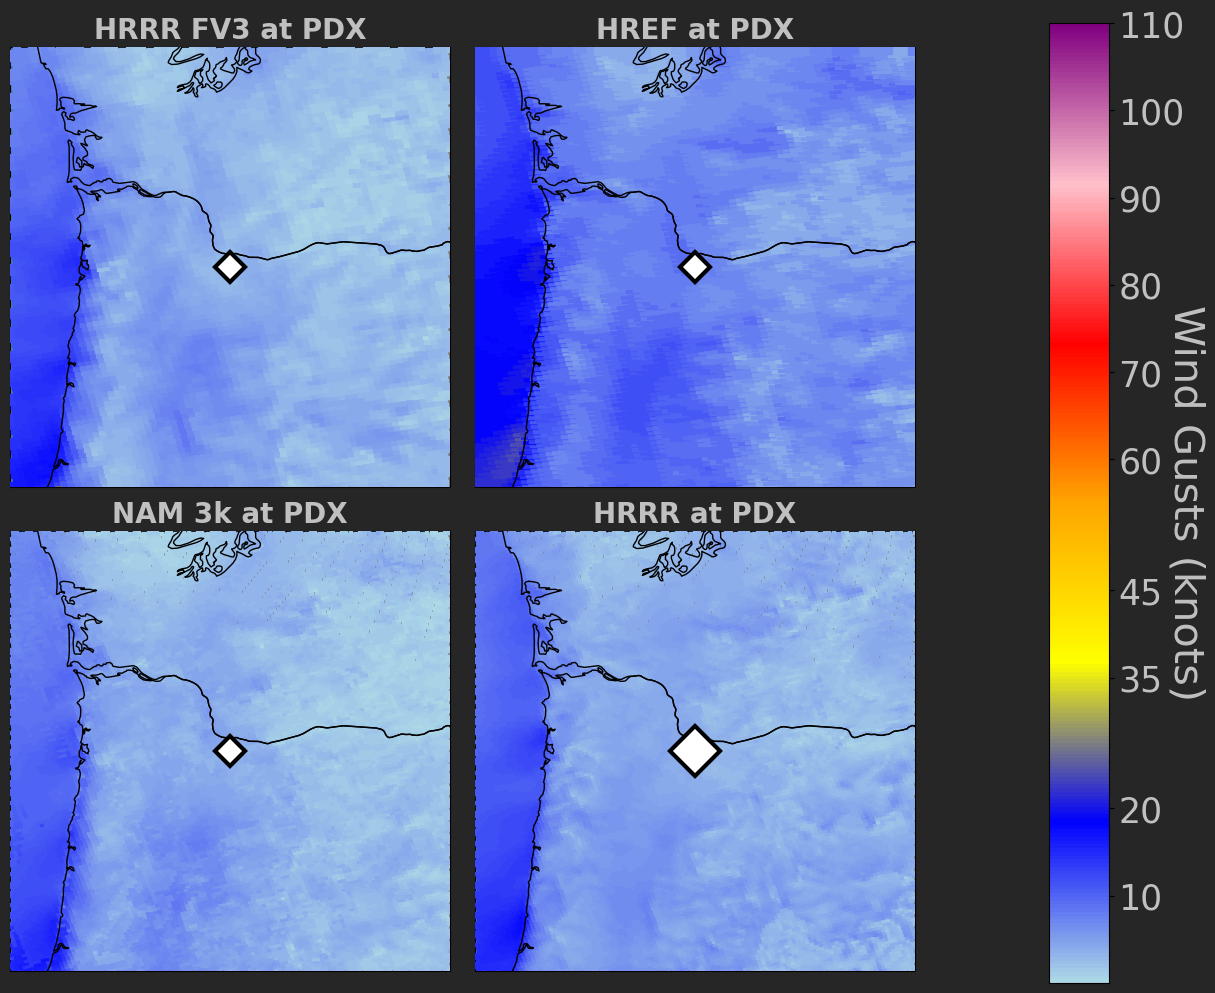 HRRR FV3 at PDX
HREF at PDX
NAM 3k at PDX
HRRR at PDX
110
100
90
80
70
60
45
35
20
10
Wind Gusts (knots)